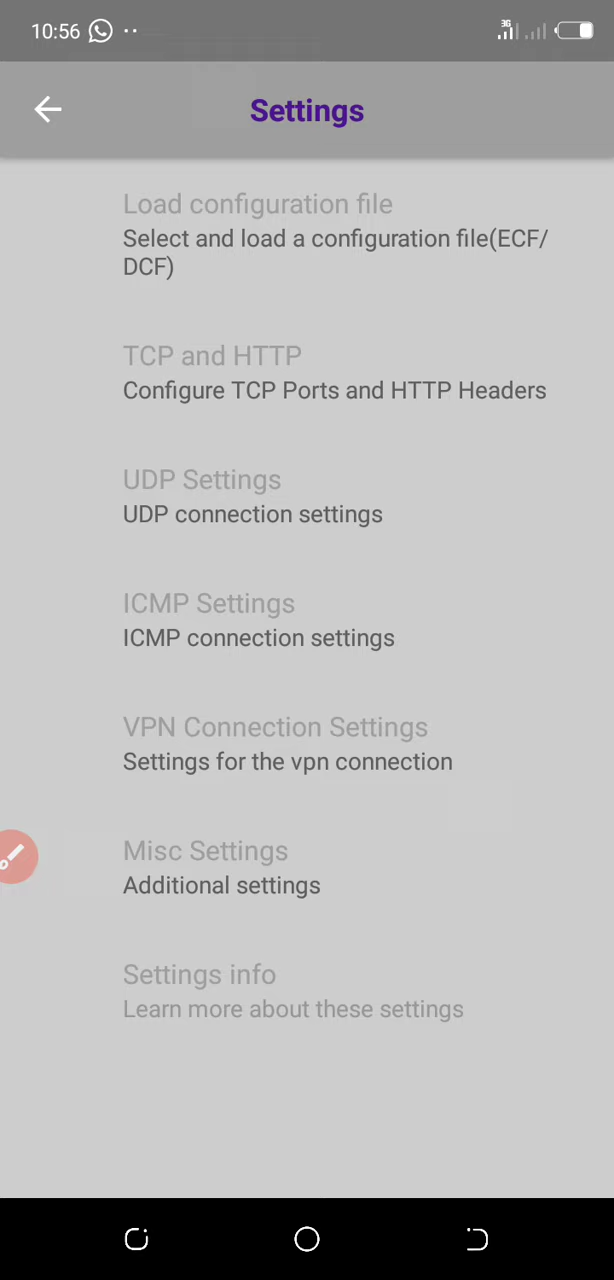 10:56
3G
Settings
Load configuration file
Select and load a configuration file(ECF/
DCF)
TCP and HTTP
Configure TCP Ports and HTTP Headers
UDP Settings
UDP connection settings
ICMP Settings
ICMP connection settings
VPN Connection Settings
Settings for the vpn connection
Misc Settings
Additional settings
Settings info
Learn more about these settings